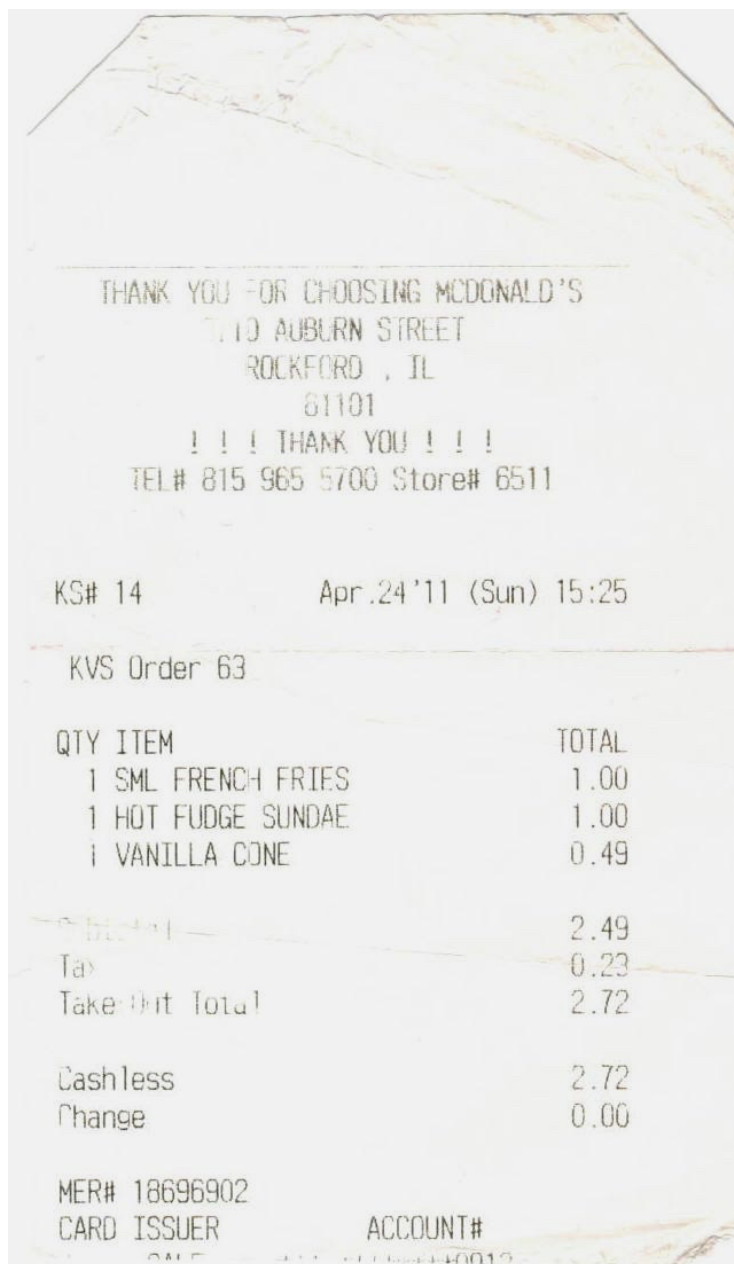 THANK YOU FOR CHOOSING MCDONALD'S
AUBURN STREET
ROCKFORD , IL
61101
! ! ! THANK YOU ! ! !
TEL# 815 965 5700 Store# 6511
KS# 14 Apr.24'11 (Sun) 15:25
KVS Order 63
QTY ITEM TOTAL
1 SML FRENCH FRIES 1.00
1 HOT FUDGE SUNDAE 1.00
1 VANILLA CONE 0.49
Subtotal 2.49
Tax 0.23
Take-Out Total 2.72
Cashless 2.72
Change 0.00
MER# 18696902
CARD ISSUER ACCOUNT#
SALE